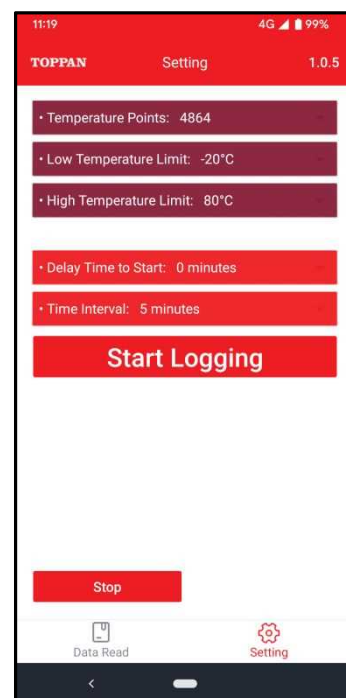 11:19 4G 99%
TOPPAN Setting 1.0.5
• Temperature Points: 4864
• Low Temperature Limit: -20°C
• High Temperature Limit: 80°C
• Delay Time to Start: 0 minutes
• Time Interval: 5 minutes
Start Logging
Stop
Data Read Setting